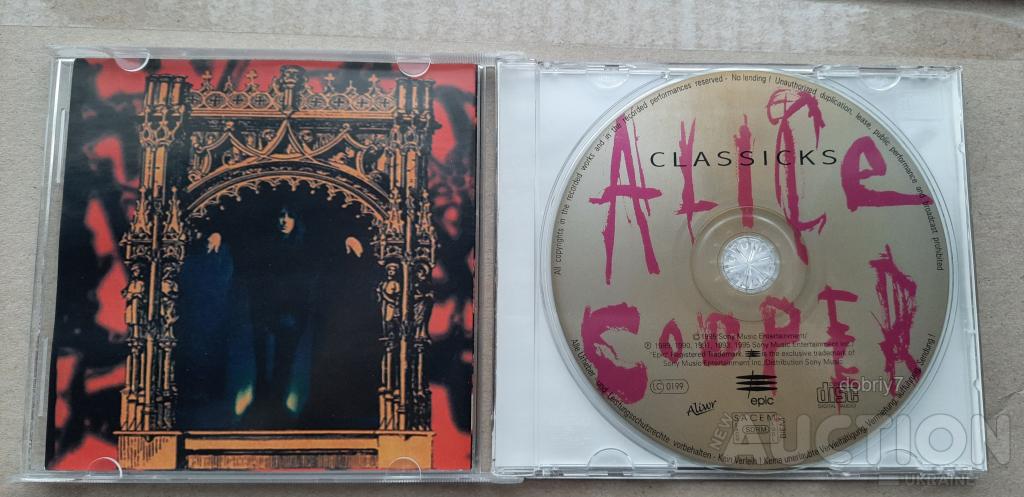 All copyrights in the recorded works and in the recorded performances reserved - No lending ! Unauthorized duplication, lease, public performance and broadcast prohibited
ALICE
CLASSICKS
COOPER
© 1995 Sony Music Entertainment/
℗ 1989, 1990, 1991, 1993, 1995 Sony Music Entertainment Inc.
"Epic" Registered Trademark. is the exclusive trademark of
Sony Music Entertainment Inc./Distribution Sony Music
LC 0199
epic
disc
DIGITAL AUDIO
dobriy7
SACEM
SDRM
BIEM
Alle Urheber- und Leistungsschutzrechte vorbehalten - Kein Verleih ! Keine unerlaubte Vervielfältigung, Vermietung, Aufführung, Sendung !
NEW
AUCTION
UKRAINE